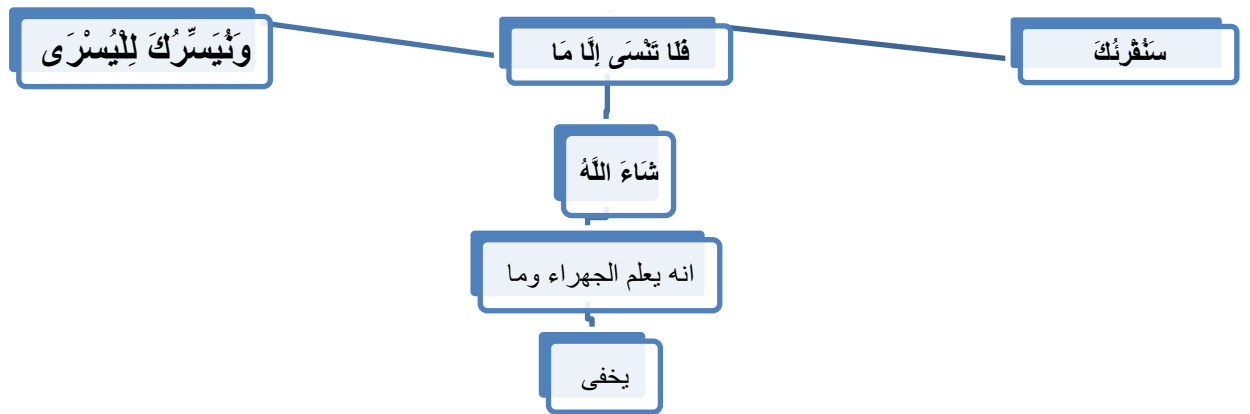 سَنُقْرِئُكَ
فَلَا تَنْسَى إِلَّا مَا
شَاءَ اللَّهُ
انه يعلم الجهراء وما
يخفى
وَنُيَسِّرُكَ لِلْيُسْرَى